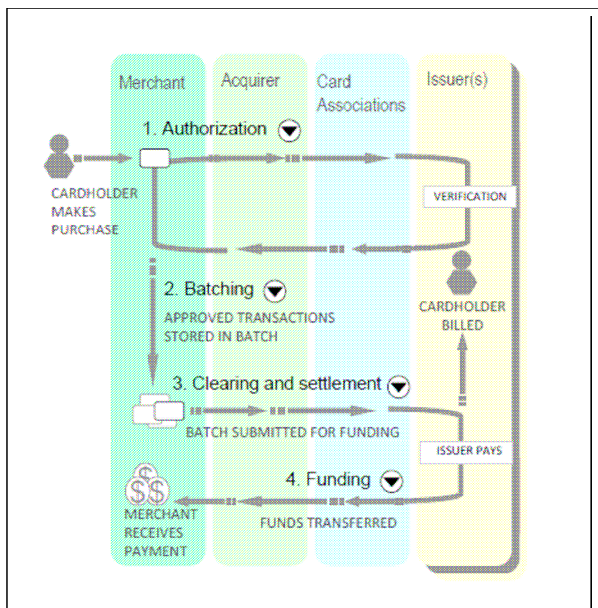 Merchant
Acquirer
Card
Associations
Issuer(s)
1. Authorization
CARDHOLDER
MAKES
PURCHASE
VERIFICATION
2. Batching
APPROVED TRANSACTIONS
STORED IN BATCH
CARDHOLDER
BILLED
3. Clearing and settlement
BATCH SUBMITTED FOR FUNDING
ISSUER PAYS
4. Funding
$
$$
MERCHANT
RECEIVES
PAYMENT
FUNDS TRANSFERRED